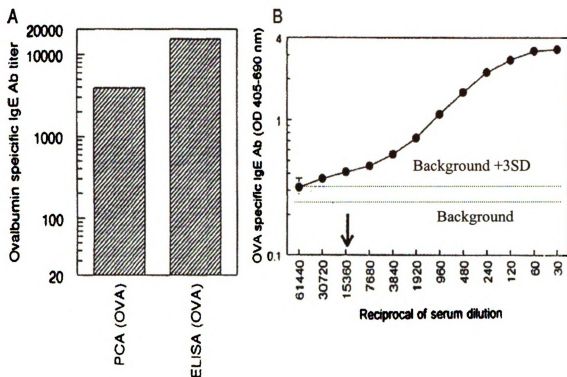 A
Ovalbumin speicific IgE Ab titer
20000
10000
1000
100
20
PCA (OVA)
ELISA (OVA)
B
OVA specific IgE Ab (OD 405-690 nm)
4
1
0.1
Background +3SD
Background
61440
30720
15360
7680
3840
1920
960
480
240
120
60
30
Reciprocal of serum dilution